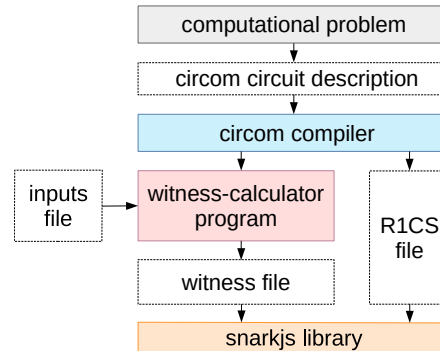 computational problem
circom circuit description
circom compiler
inputs
file
witness-calculator
program
R1CS
file
witness file
snarkjs library